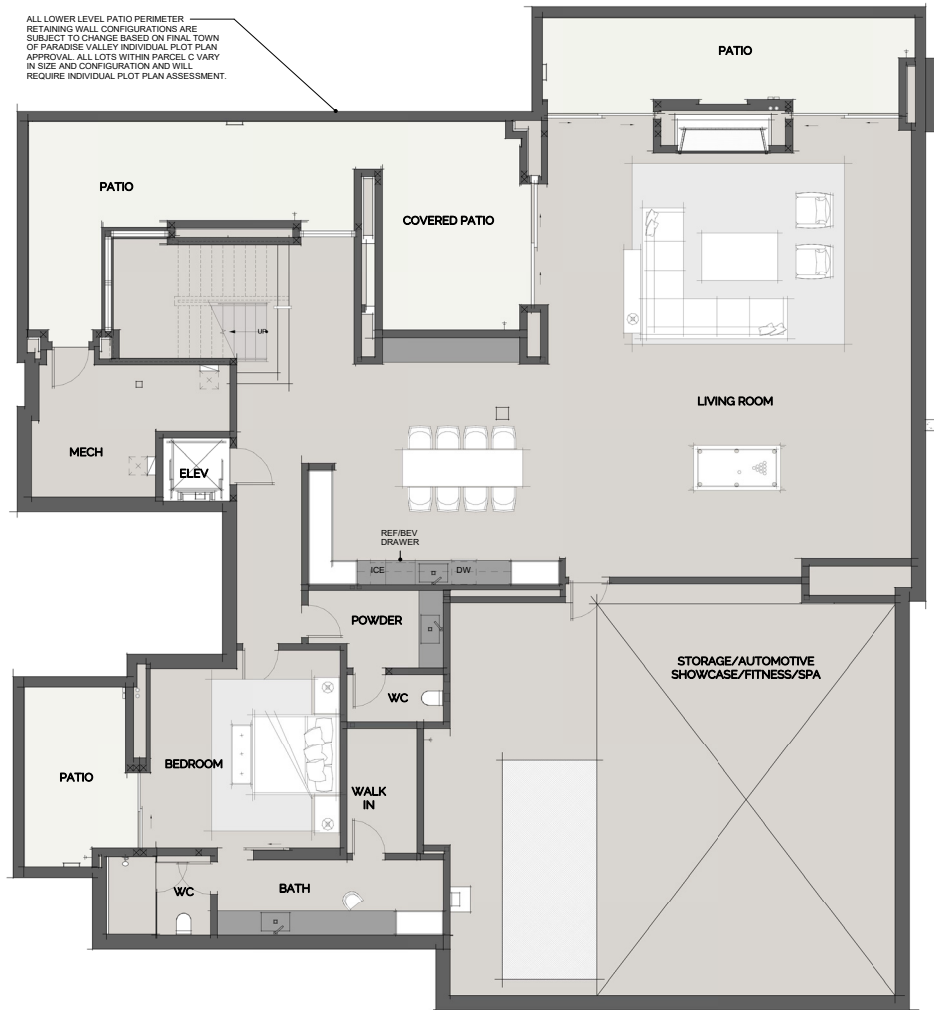 ALL LOWER LEVEL PATIO PERIMETER
RETAINING WALL CONFIGURATIONS ARE
SUBJECT TO CHANGE BASED ON FINAL TOWN
OF PARADISE VALLEY INDIVIDUAL PLOT PLAN
APPROVAL. ALL LOTS WITHIN PARCEL C VARY
IN SIZE AND CONFIGURATION AND WILL
REQUIRE INDIVIDUAL PLOT PLAN ASSESSMENT.
PATIO
PATIO
COVERED PATIO
UP
LIVING ROOM
MECH
ELEV
REF/BEV
DRAWER
ICE
DW
POWDER
STORAGE/AUTOMOTIVE
SHOWCASE/FITNESS/SPA
WC
BEDROOM
PATIO
WALK
IN
WC
BATH